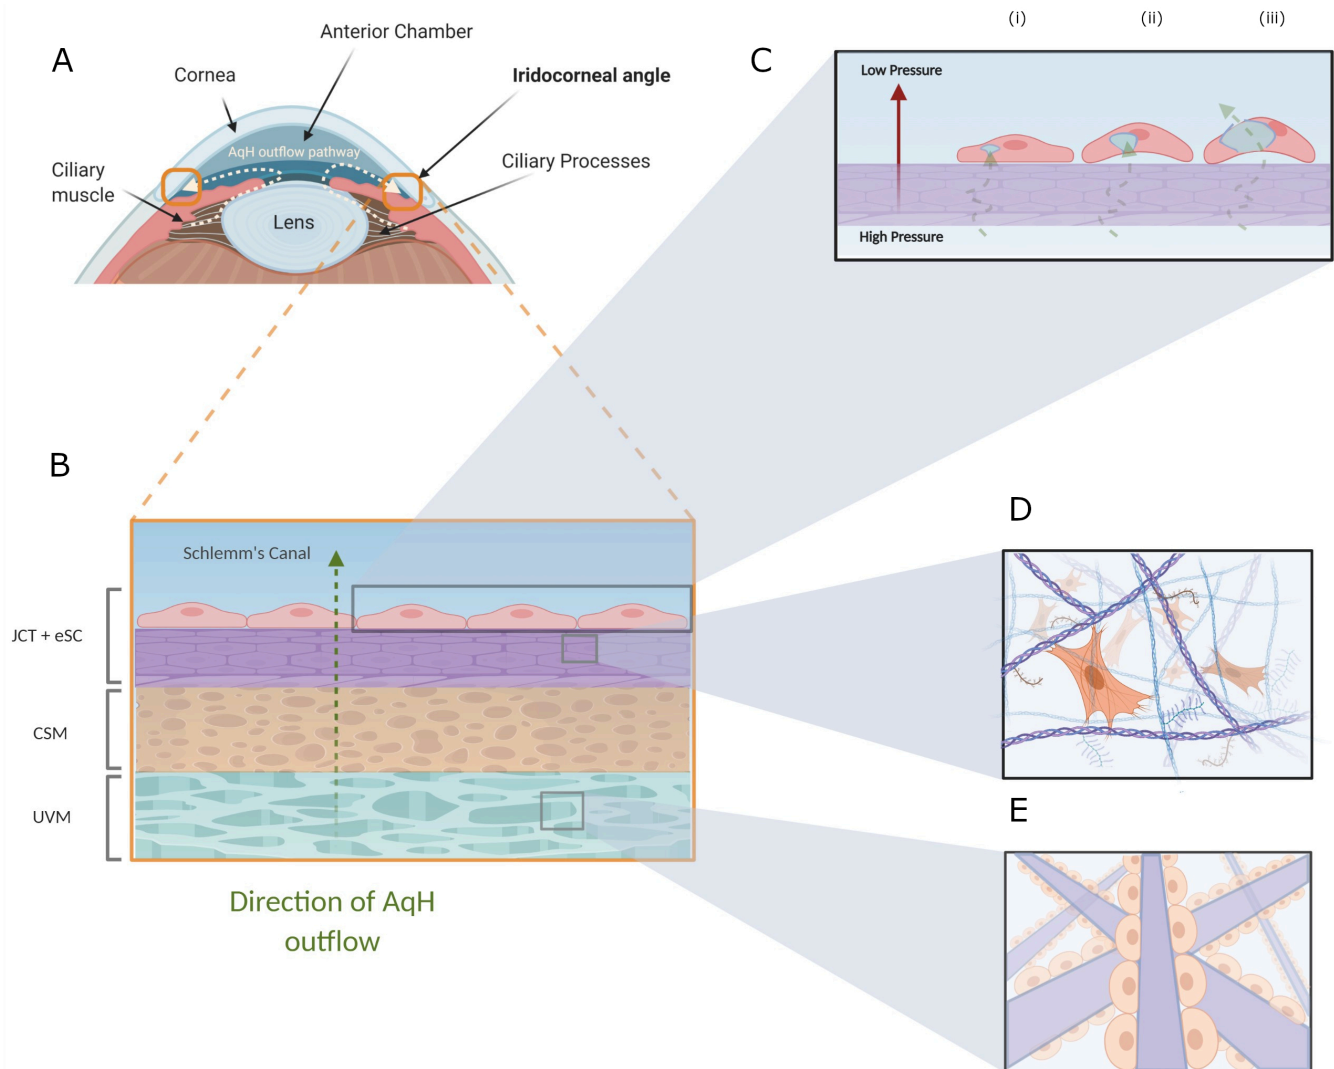 A
Anterior Chamber
Cornea
Iridocorneal angle
AqH outflow pathway
Ciliary Processes
Ciliary
muscle
Lens
C
(i) (ii) (iii)
Low Pressure
High Pressure
B
Schlemm's Canal
JCT + eSC
CSM
UVM
Direction of AqH
outflow
D
E